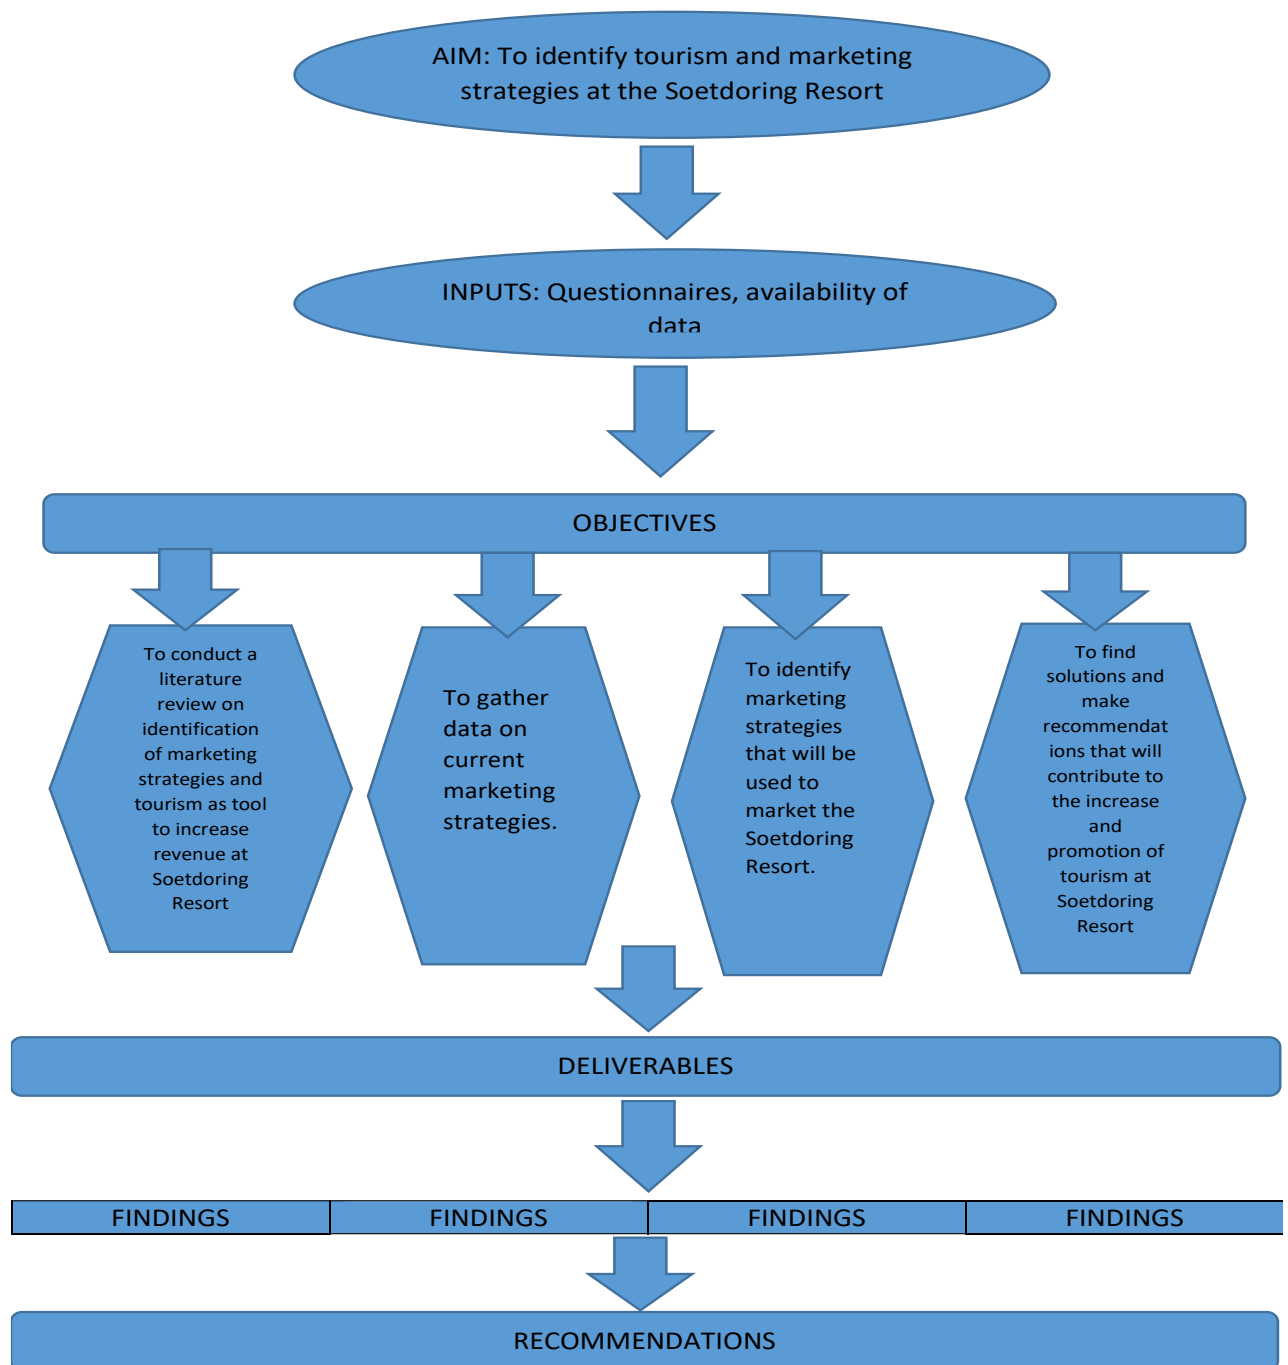 AIM: To identify tourism and marketing
strategies at the Soetdoring Resort
INPUTS: Questionnaires, availability of
data
OBJECTIVES
To conduct a
literature
review on
identification
of marketing
strategies and
tourism as tool
to increase
revenue at
Soetdoring
Resort
To gather
data on
current
marketing
strategies.
To identify
marketing
strategies
that will be
used to
market the
Soetdoring
Resort.
To find
solutions and
make
recommendat
ions that will
contribute to
the increase
and
promotion of
tourism at
Soetdoring
Resort
DELIVERABLES
FINDINGS
FINDINGS
FINDINGS
FINDINGS
RECOMMENDATIONS